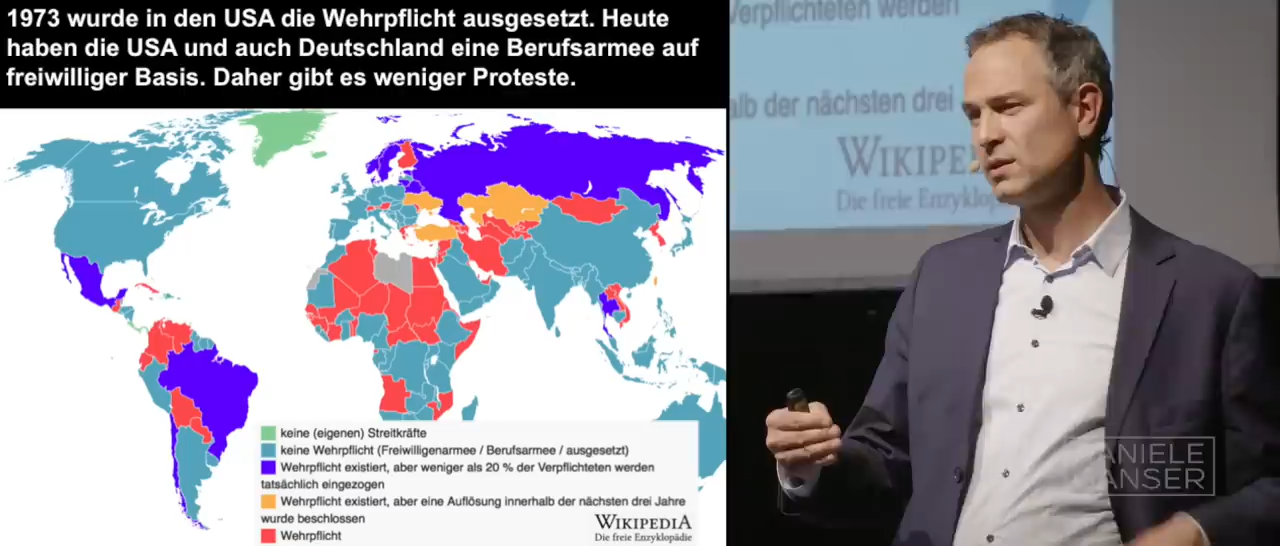 1973 wurde in den USA die Wehrpflicht ausgesetzt. Heute
haben die USA und auch Deutschland eine Berufsarmee auf
freiwilliger Basis. Daher gibt es weniger Proteste.
keine (eigenen) Streitkräfte
keine Wehrpflicht (Freiwilligenarmee / Berufsarmee / ausgesetzt)
Wehrpflicht existiert, aber weniger als 20 % der Verpflichteten werden
tatsächlich eingezogen
Wehrpflicht existiert, aber eine Auflösung innerhalb der nächsten drei Jahre
wurde beschlossen
Wehrpflicht
WIKIPEDIA
Die freie Enzyklopädie
Verpflichteten werden
alb der nächsten drei
WIKIPE
Die freie Enzyklop
ANIELE
ANSER